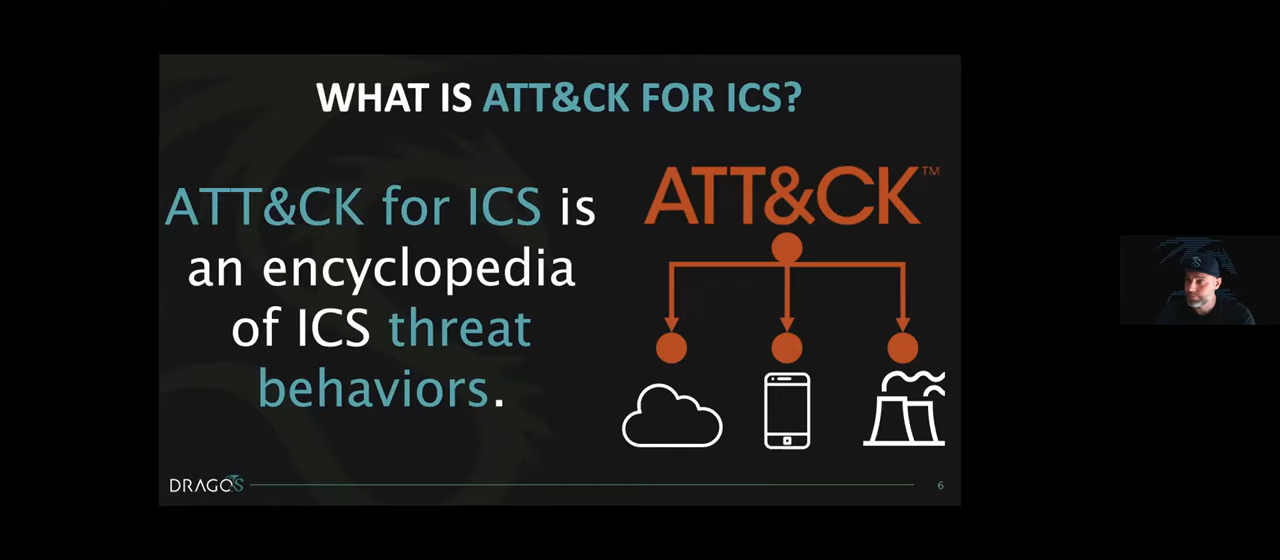 WHAT IS ATT&CK FOR ICS?
ATT&CK for ICS is
an encyclopedia
of ICS threat
behaviors.
ATT&CK™
DRAGOS
6